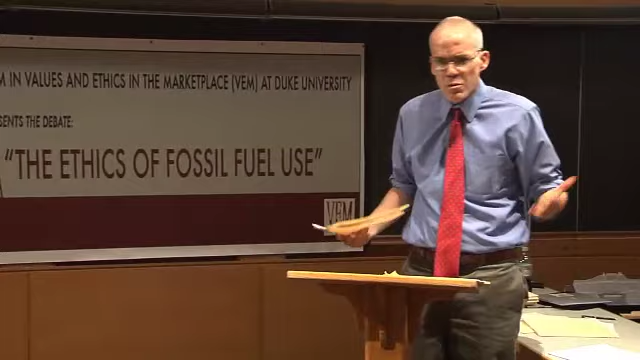 M IN VALUES AND ETHICS IN THE MARKETPLACE (VEM) AT DUKE UNIVERSITY
SENTS THE DEBATE:
"THE ETHICS OF FOSSIL FUEL USE"
VEM